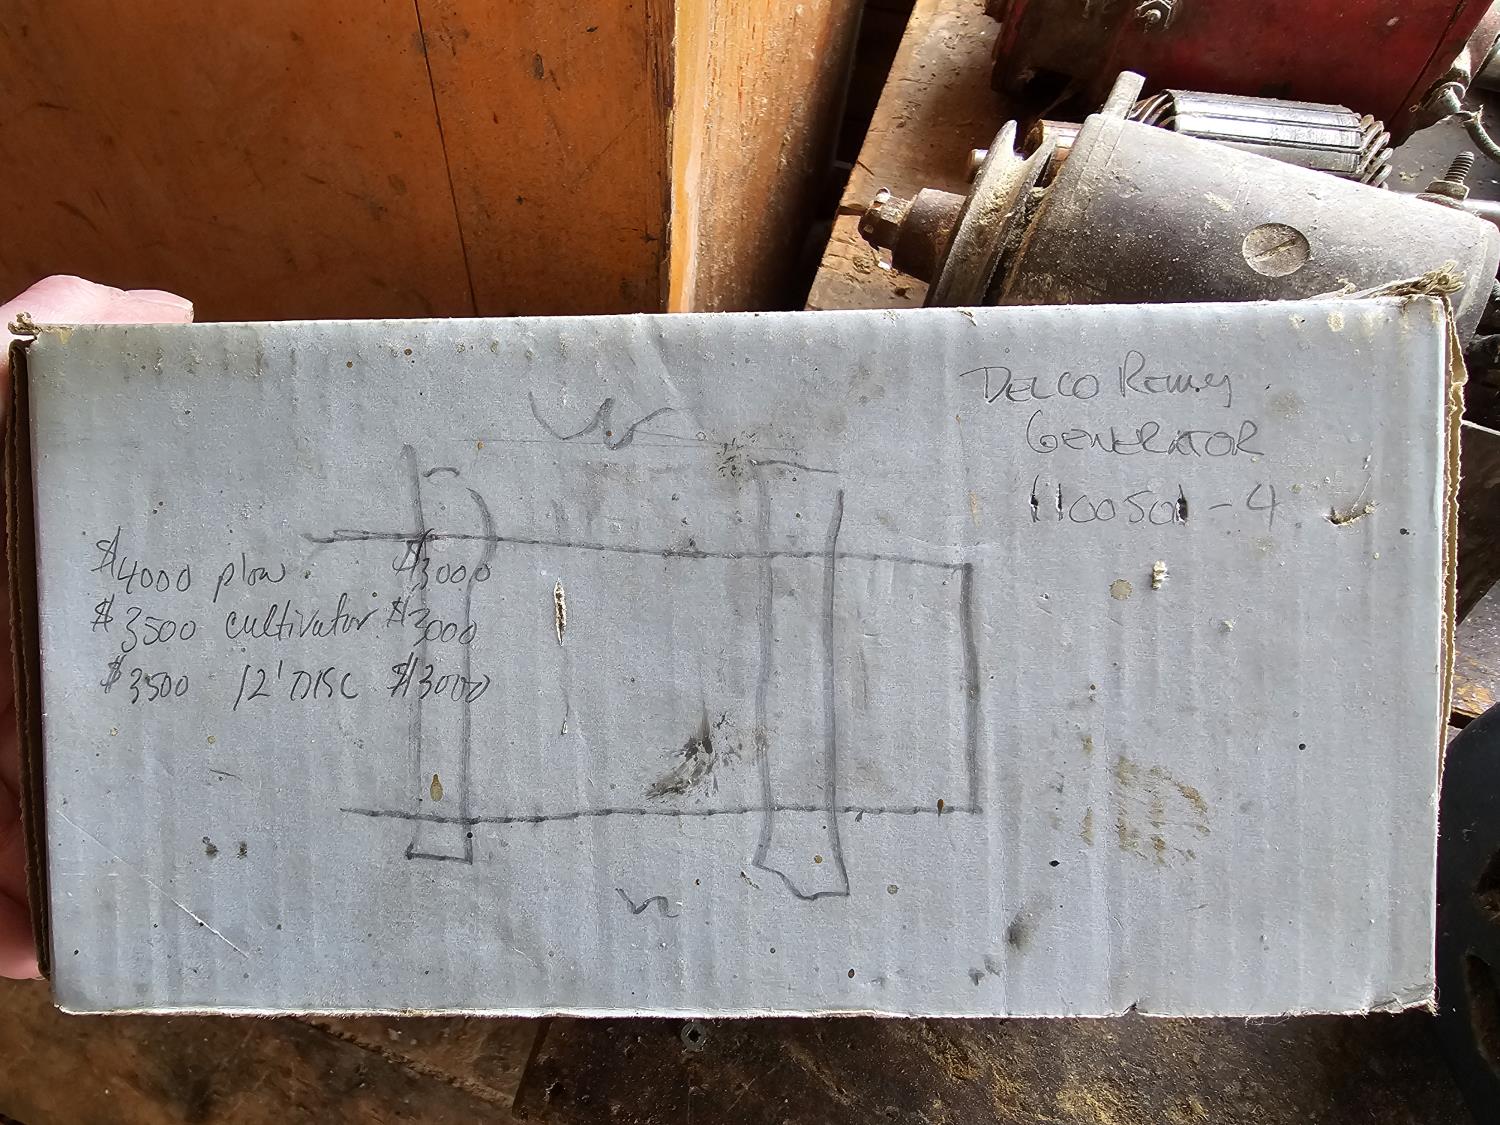 DELCO Remy
GENERATOR
1100501-4
$4000 plow $3000
$3500 cultivator $3000
$3500 12' DISC $3000